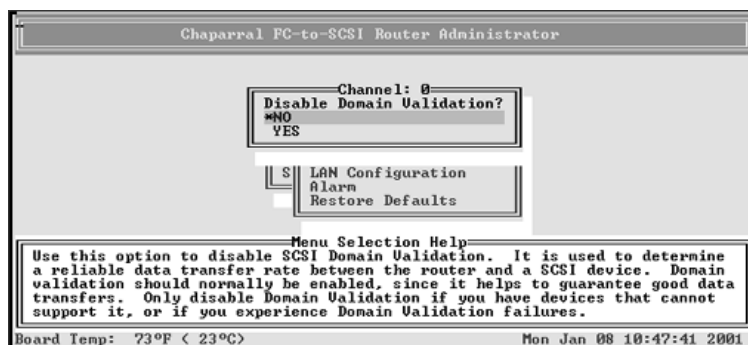 Chaparral FC-to-SCSI Router Administrator
Channel: 0
Disable Domain Validation?
*NO
YES
S
LAN Configuration
Alarm
Restore Defaults
Menu Selection Help
Use this option to disable SCSI Domain Validation.  It is used to determine
a reliable data transfer rate between the router and a SCSI device.  Domain
validation should normally be enabled, since it helps to guarantee good data
transfers.  Only disable Domain Validation if you have devices that cannot
support it, or if you experience Domain Validation failures.
Board Temp:  73°F ( 23°C)
Mon Jan 08 10:47:41 2001